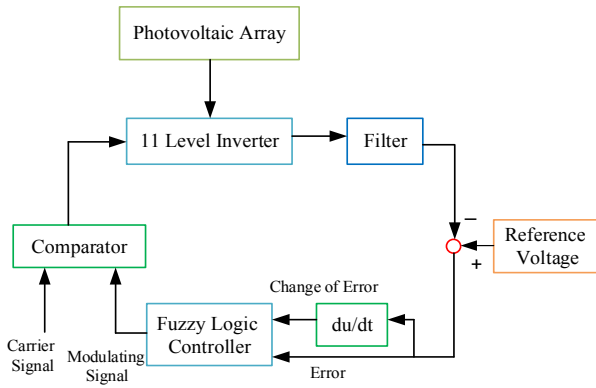 Photovoltaic Array
11 Level Inverter
Filter
−
Comparator
+
Reference
Voltage
Change of Error
Fuzzy Logic
Controller
du/dt
Carrier
Signal
Modulating
Signal
Error